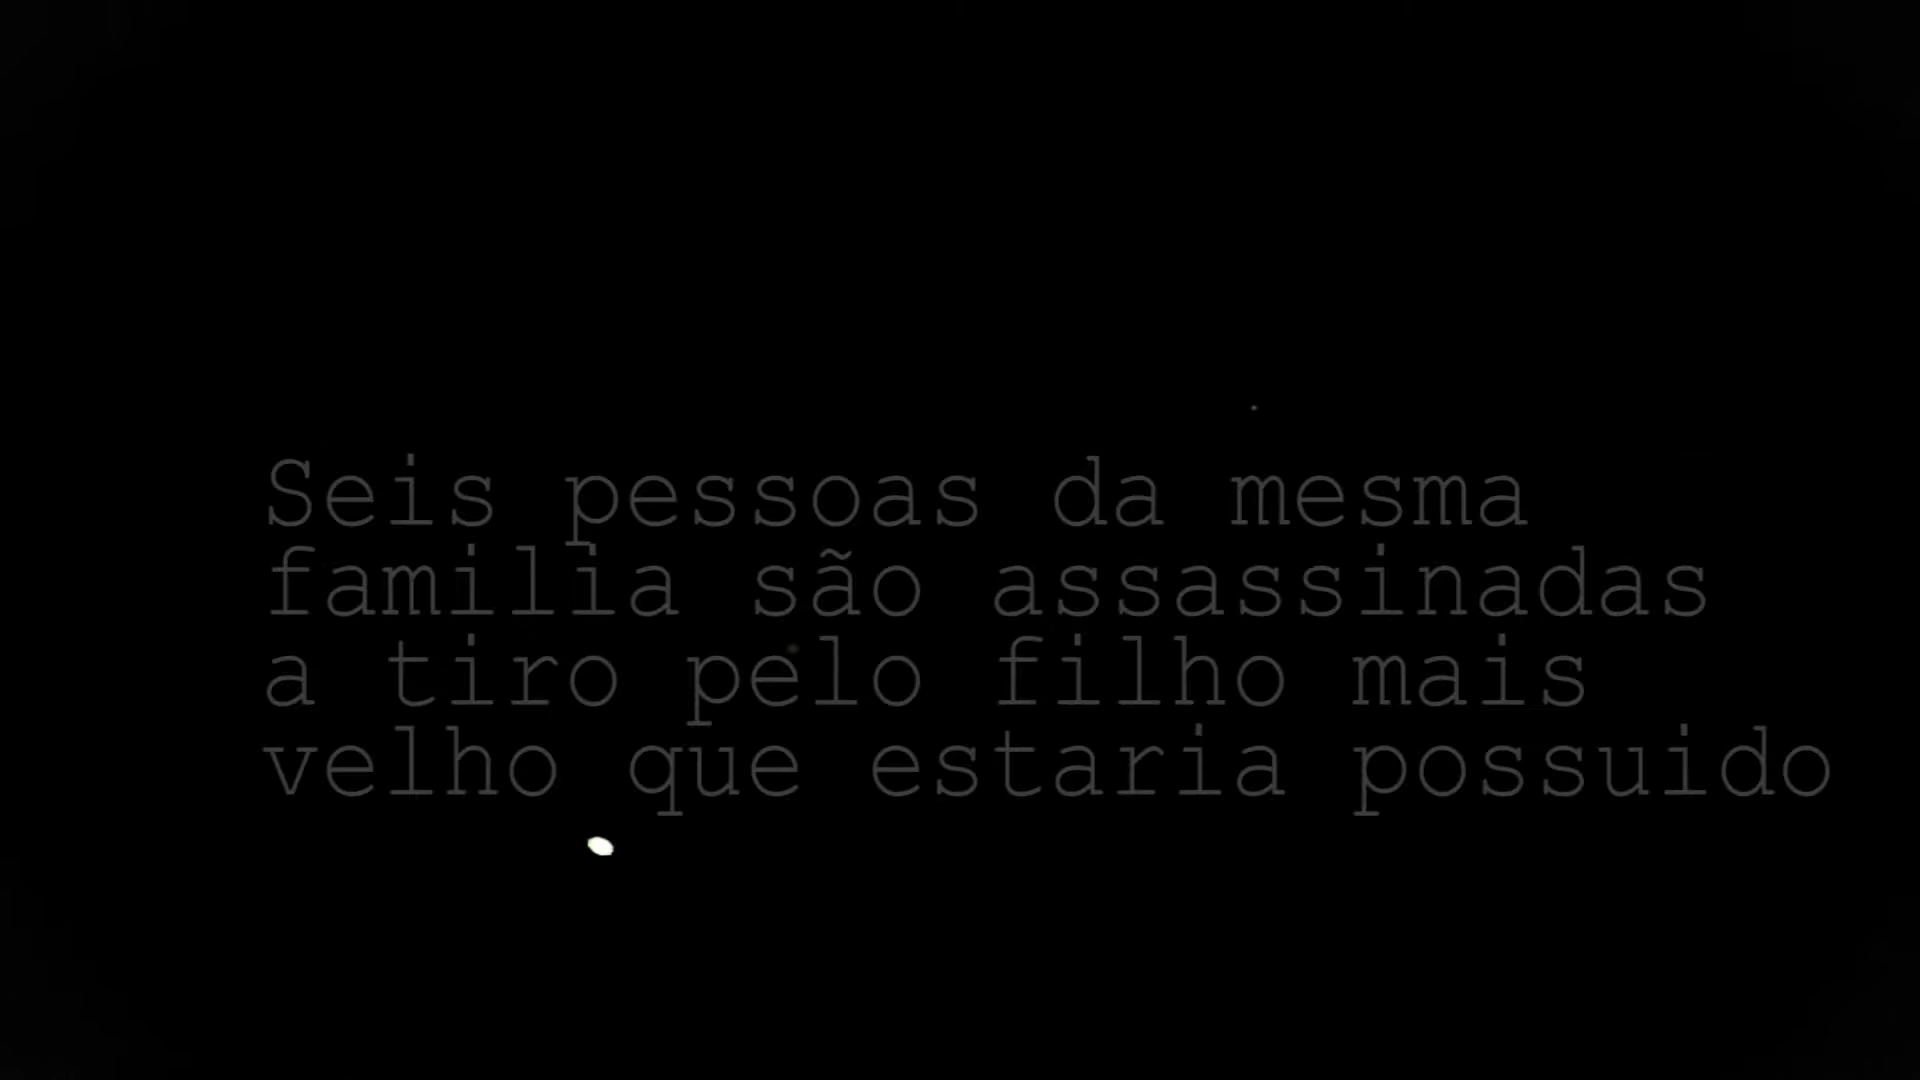 Seis pessoas da mesma
familia são assassinadas
a tiro pelo filho mais
velho que estaria possuido